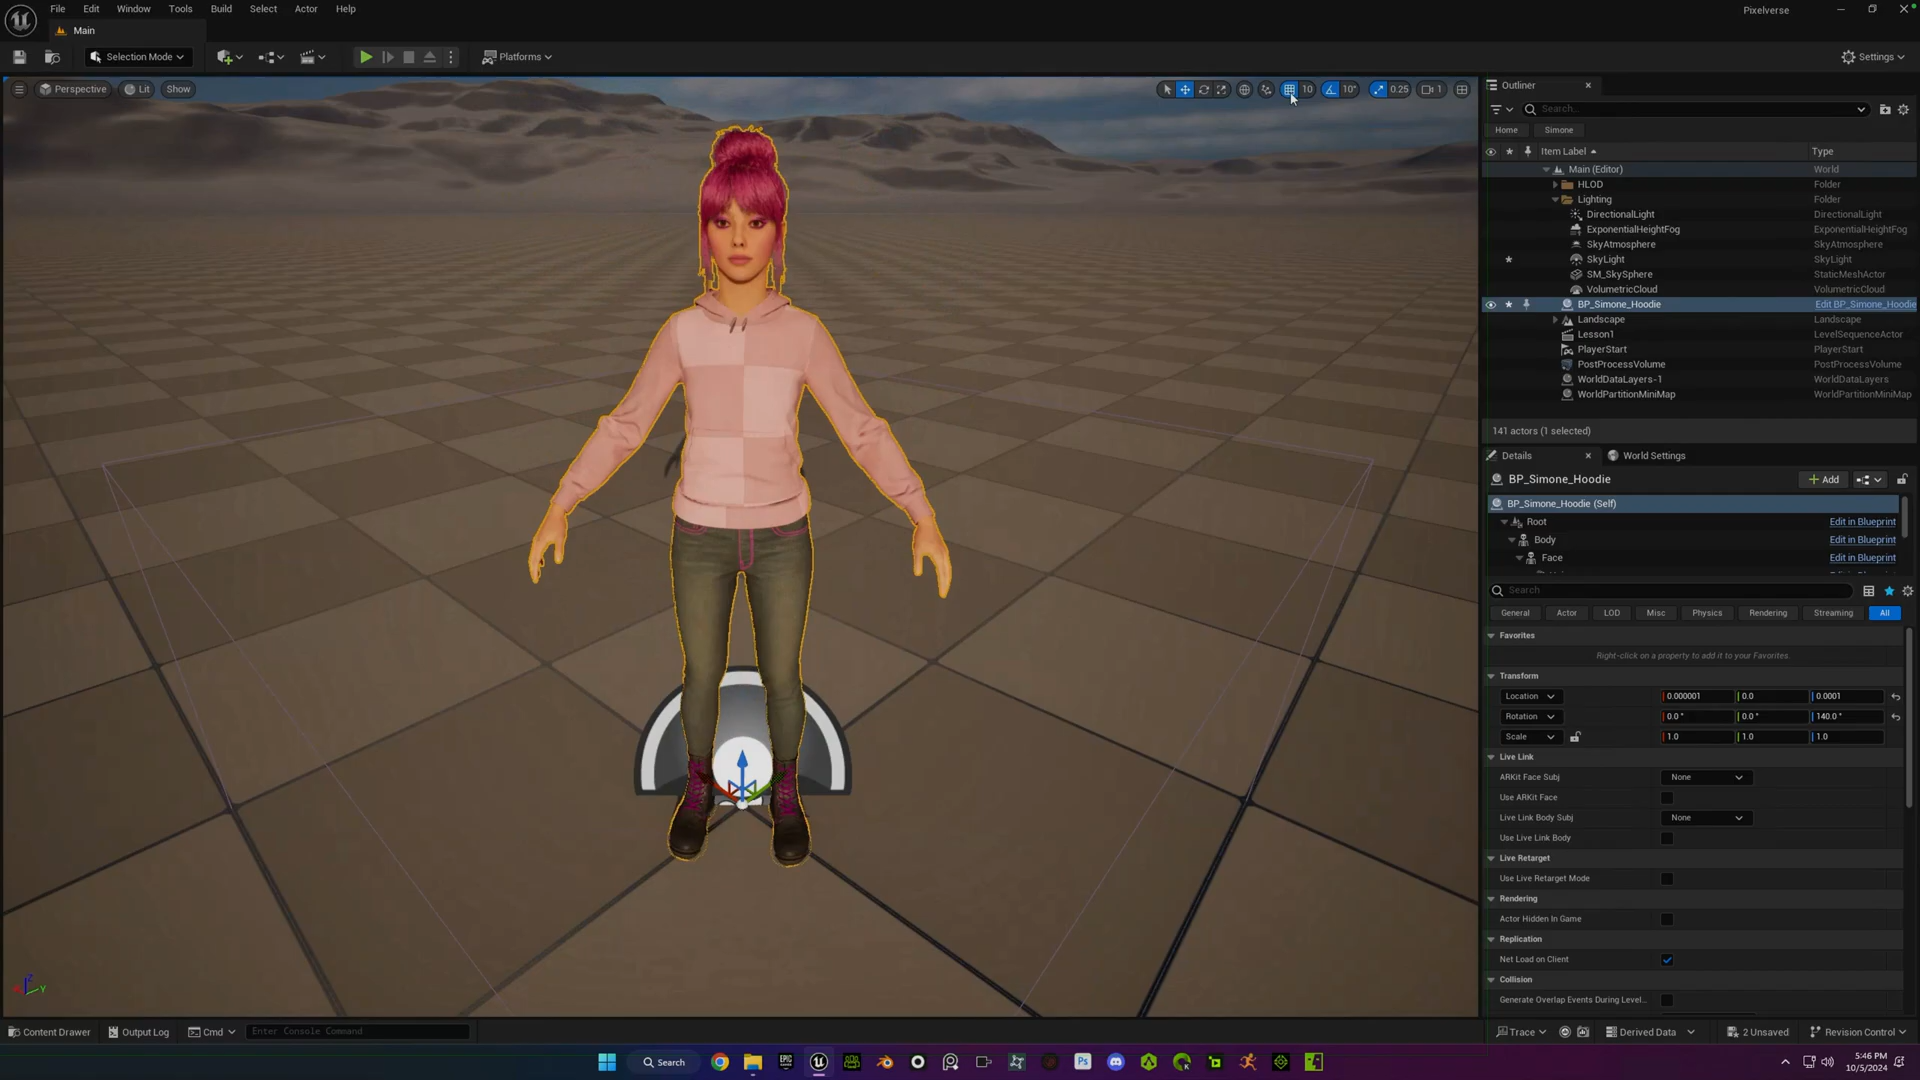 File Edit Window Tools Build Select Actor Help
Pixelverse
Main
Selection Mode
Platforms
Settings
Perspective
Lit
Show
10
10°
0.25
1
Outliner
Search...
Home
Simone
Item Label
Type
Main (Editor) World
HLOD Folder
Lighting Folder
DirectionalLight DirectionalLight
ExponentialHeightFog ExponentialHeightFog
SkyAtmosphere SkyAtmosphere
SkyLight SkyLight
SM_SkySphere StaticMeshActor
VolumetricCloud VolumetricCloud
BP_Simone_Hoodie Edit BP_Simone_Hoodie
Landscape Landscape
Lesson1 LevelSequenceActor
PlayerStart PlayerStart
PostProcessVolume PostProcessVolume
WorldDataLayers-1 WorldDataLayers
WorldPartitionMiniMap WorldPartitionMiniMap
141 actors (1 selected)
Details
World Settings
BP_Simone_Hoodie
Add
BP_Simone_Hoodie (Self)
Root Edit in Blueprint
Body Edit in Blueprint
Face Edit in Blueprint
Search
General Actor LOD Misc Physics Rendering Streaming All
Favorites
Right-click on a property to add it to your Favorites.
Transform
Location 0.000001 0.0 0.0001
Rotation 0.0° 0.0° 140.0°
Scale 1.0 1.0 1.0
Live Link
ARKit Face Subj None
Use ARKit Face
Live Link Body Subj None
Use Live Link Body
Live Retarget
Use Live Retarget Mode
Rendering
Actor Hidden In Game
Replication
Net Load on Client
Collision
Generate Overlap Events During Level...
Content Drawer
Output Log
Cmd
Enter Console Command
Trace
Derived Data
2 Unsaved
Revision Control
Search
5:46 PM
10/5/2024